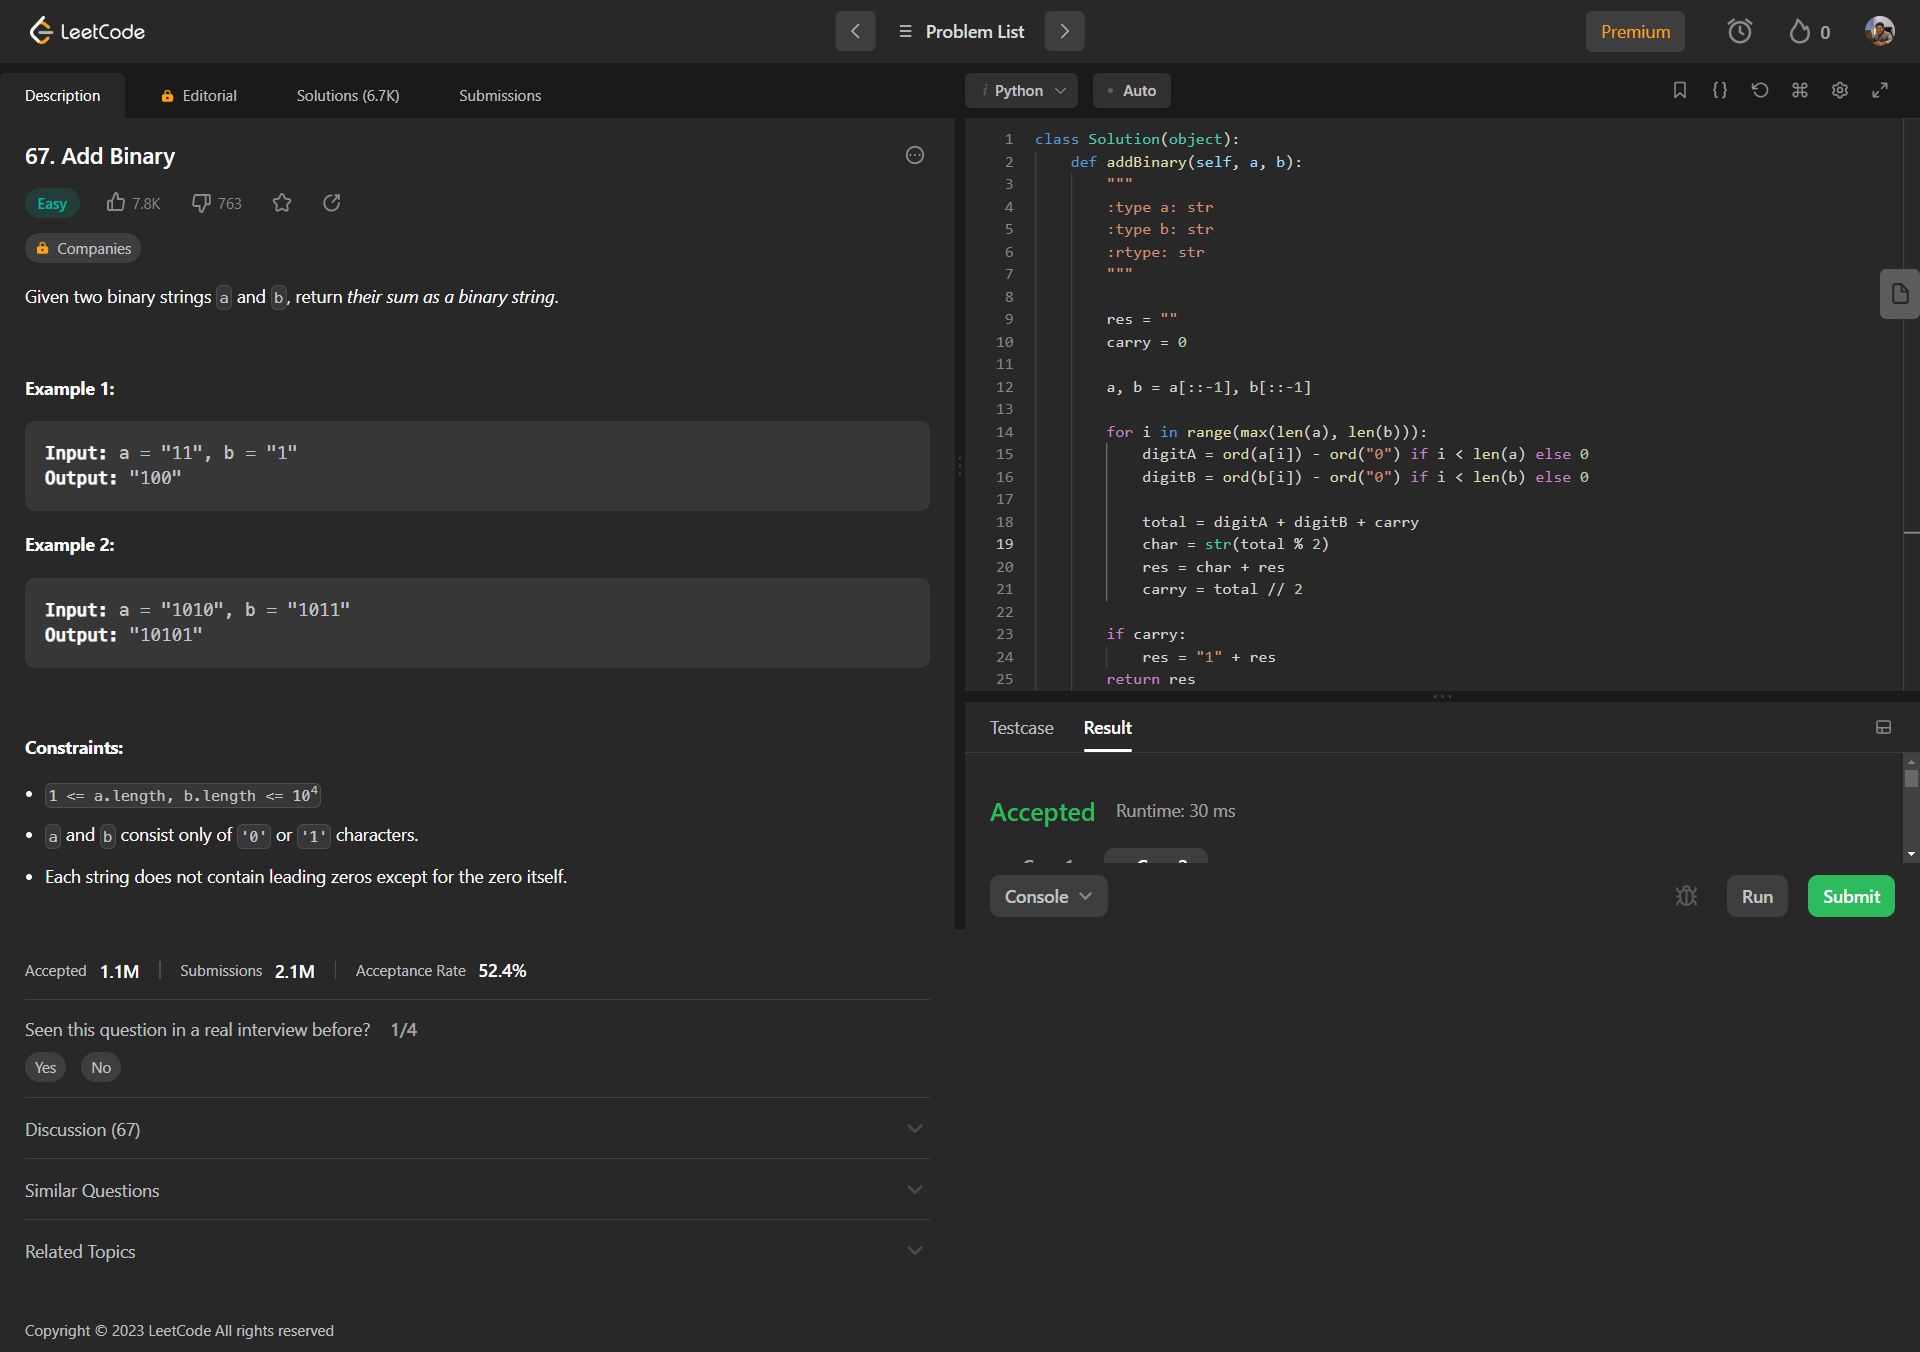 LeetCode
Problem List
Premium
0
Description
Editorial
Solutions (6.7K)
Submissions
67. Add Binary
Easy
7.8K
763
Companies
Given two binary strings a and b, return their sum as a binary string.
Example 1:
Input: a = "11", b = "1"
Output: "100"
Example 2:
Input: a = "1010", b = "1011"
Output: "10101"
Constraints:
• 1 <= a.length, b.length <= 10⁴
• a and b consist only of '0' or '1' characters.
• Each string does not contain leading zeros except for the zero itself.
Accepted 1.1M | Submissions 2.1M | Acceptance Rate 52.4%
Seen this question in a real interview before? 1/4
Yes No
Discussion (67)
Similar Questions
Related Topics
Copyright © 2023 LeetCode All rights reserved
i Python
• Auto
1 class Solution(object):
2     def addBinary(self, a, b):
3         """
4         :type a: str
5         :type b: str
6         :rtype: str
7         """
8
9         res = ""
10         carry = 0
11
12         a, b = a[::-1], b[::-1]
13
14         for i in range(max(len(a), len(b))):
15             digitA = ord(a[i]) - ord("0") if i < len(a) else 0
16             digitB = ord(b[i]) - ord("0") if i < len(b) else 0
17
18             total = digitA + digitB + carry
19             char = str(total % 2)
20             res = char + res
21             carry = total // 2
22
23         if carry:
24             res = "1" + res
25         return res
Testcase
Result
Accepted Runtime: 30 ms
Console
Run
Submit